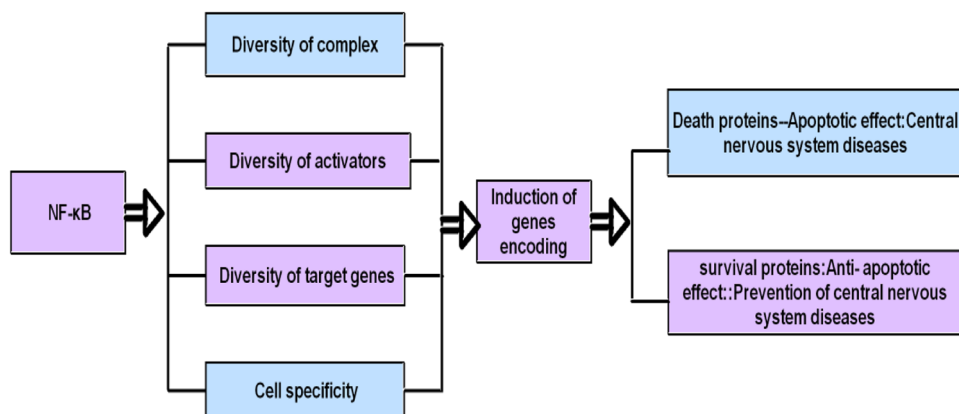 NF-κB
Diversity of complex
Diversity of activators
Diversity of target genes
Cell specificity
Induction of
genes
encoding
Death proteins--Apoptotic effect:Central
nervous system diseases
survival proteins:Anti- apoptotic
effect::Prevention of central nervous
system diseases